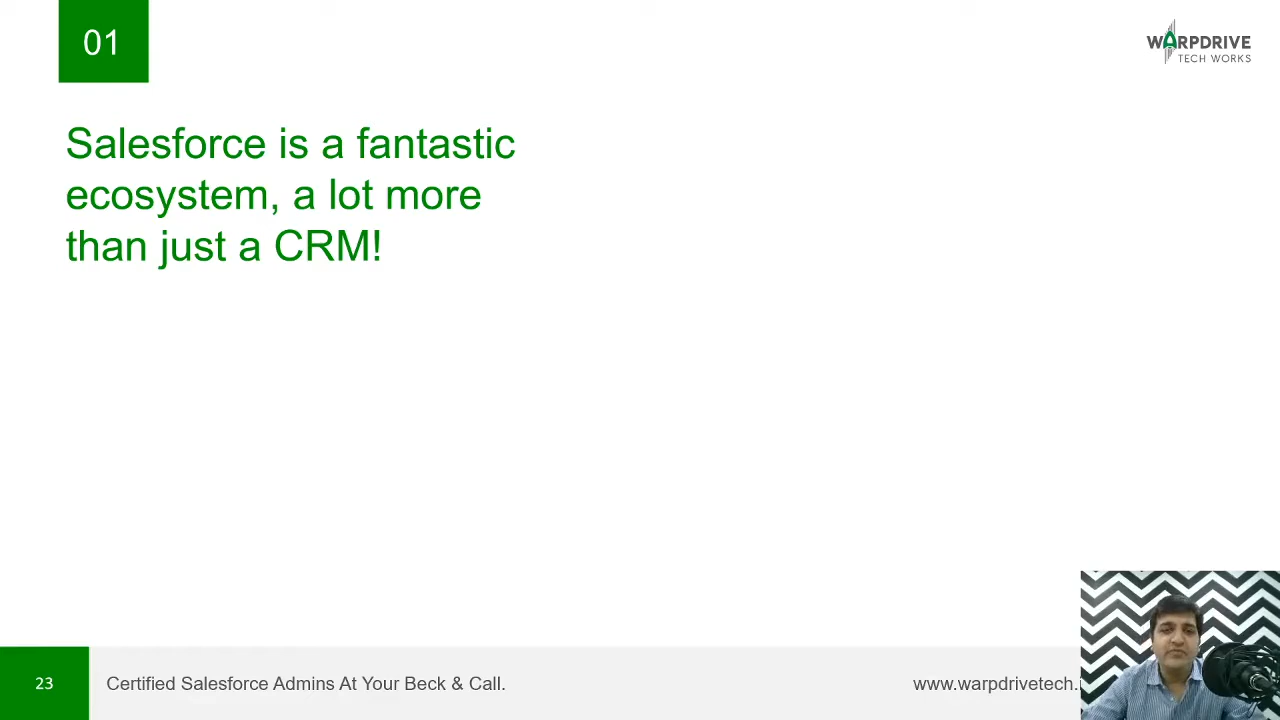 01
WARPDRIVE
TECH WORKS
Salesforce is a fantastic
ecosystem, a lot more
than just a CRM!
23
Certified Salesforce Admins At Your Beck & Call.
www.warpdrivetech.